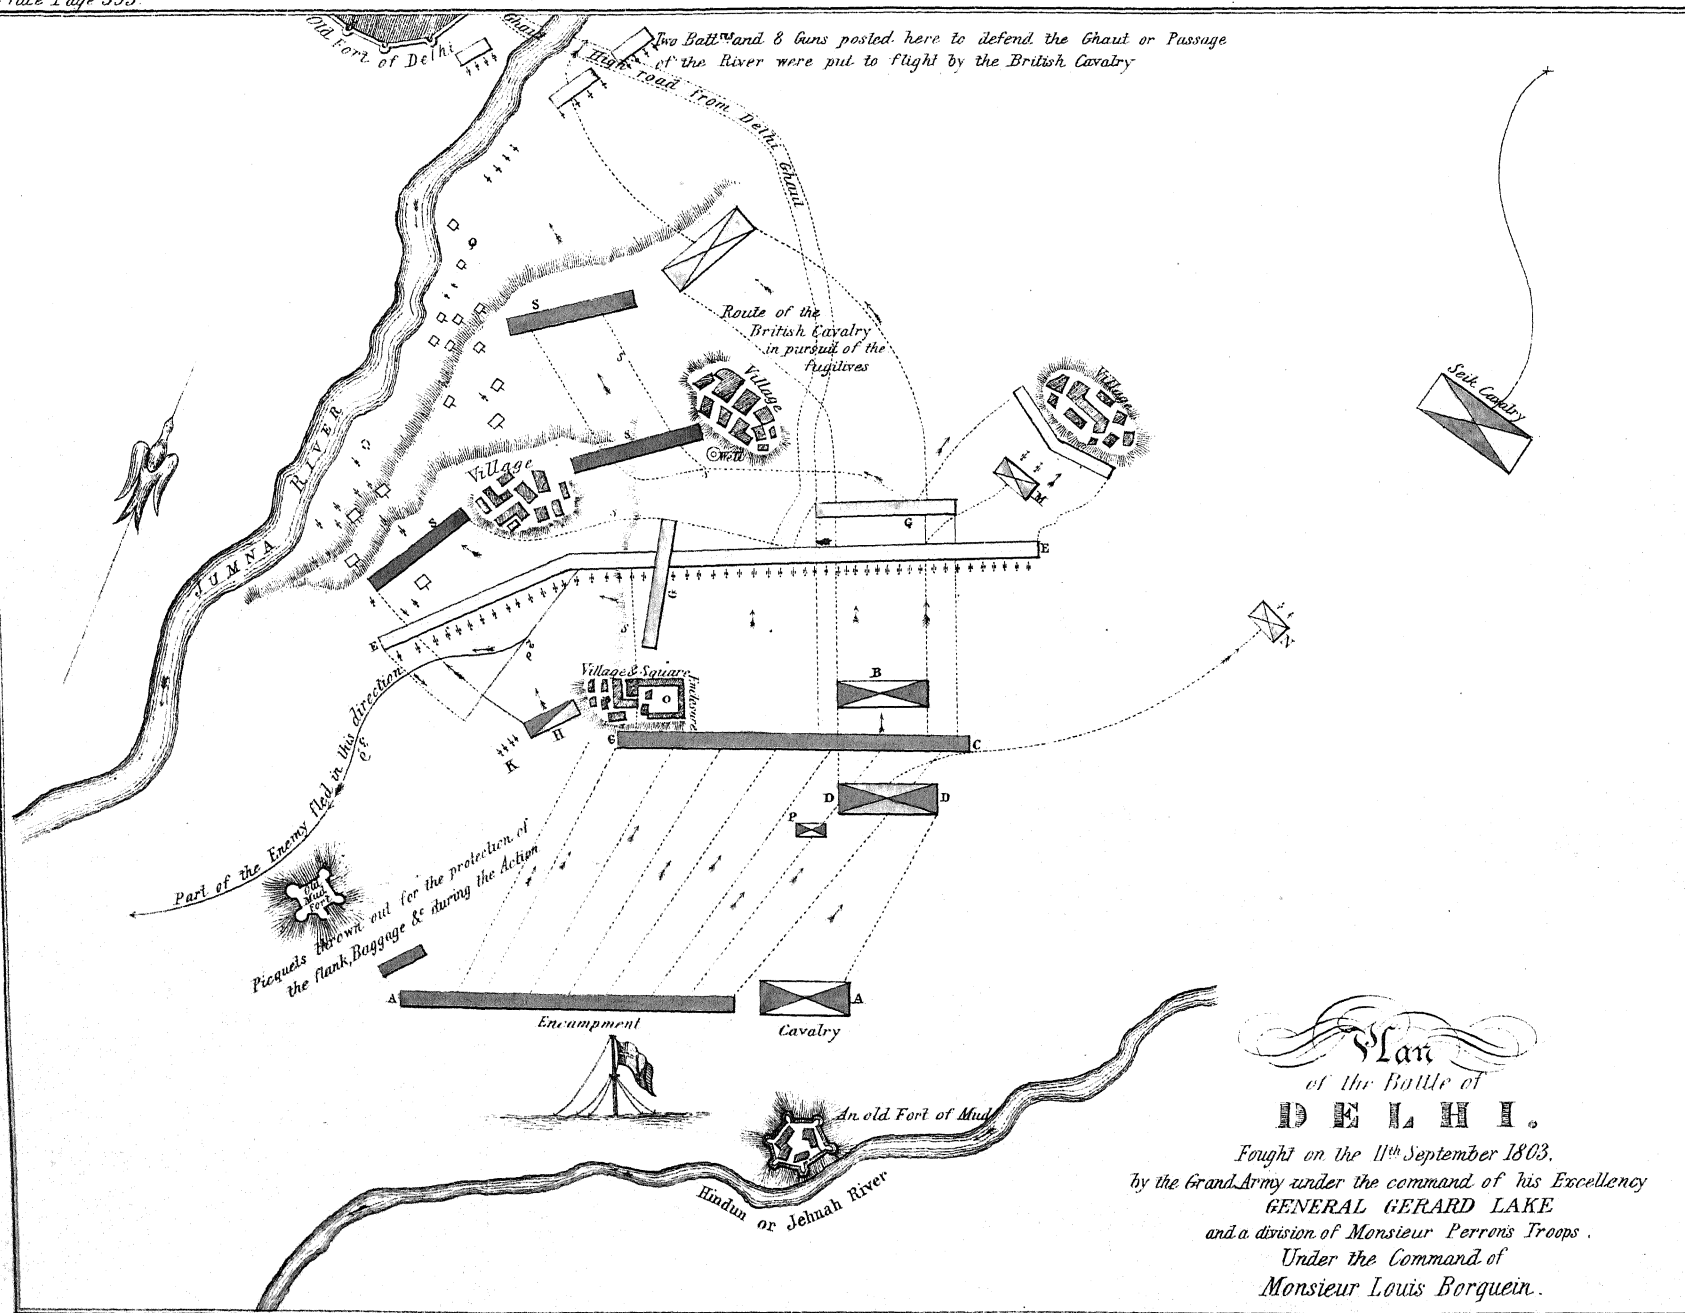 Page 393.
Old Fort of Delhi
Ghaut
Two Battns and 8 Guns posted here to defend the Ghaut or Passage
of the River were put to flight by the British Cavalry
High road from Delhi Ghaut
Q
S
Route of the
British Cavalry
in pursuit of the
fugitives
S
Village
Village
Seik Cavalry
S
Well
Village
M
S
G
JUMNA RIVER
E
G
E
S
N
Village & Square
Inclosure
O
B
H
K
G
C
Part of the Enemy fled in this direction
D
D
P
Old
Mud
Fort
Picquets thrown out for the protection of
the flank, Baggage &c during the Action
A
A
Encampment
Cavalry
An old Fort of Mud
Hindun or Jehnah River
Plan
of the Battle of
DELHI.
Fought on the 11th September 1803,
by the Grand Army under the command of his Excellency
GENERAL GERARD LAKE
and a division of Monsieur Perrons Troops.
Under the Command of
Monsieur Louis Borquein.